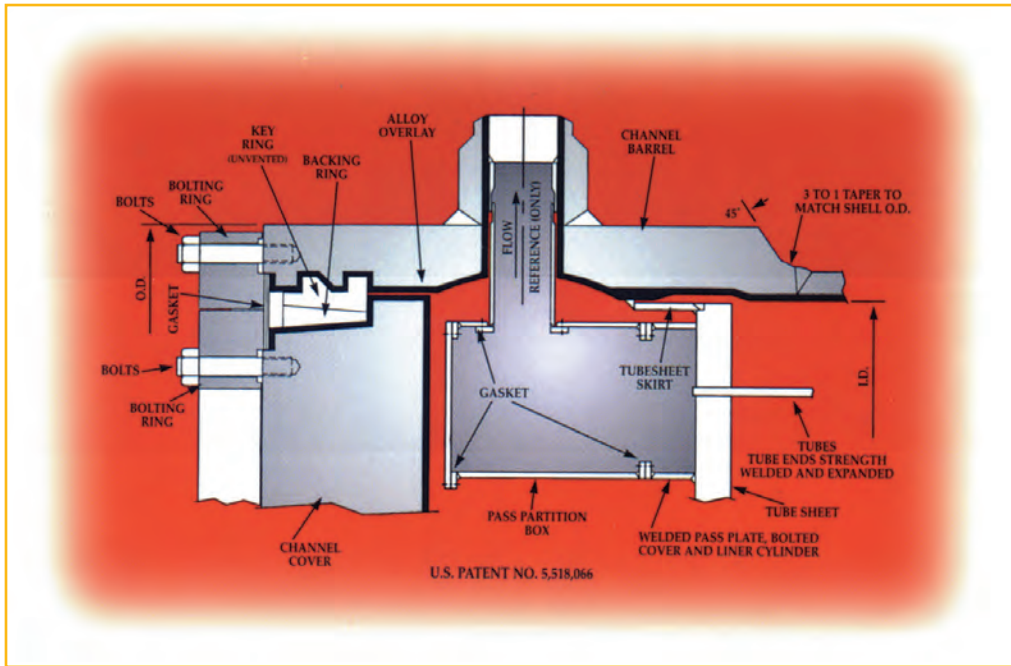 ALLOY
OVERLAY
KEY
RING
(UNVENTED)
BACKING
RING
CHANNEL
BARREL
BOLTING
RING
BOLTS
3 TO 1 TAPER TO
MATCH SHELL O.D.
45°
FLOW
REFERENCE (ONLY)
O.D.
GASKET
BOLTS
BOLTING
RING
GASKET
TUBESHEET
SKIRT
I.D.
TUBES
TUBE ENDS STRENGTH
WELDED AND EXPANDED
TUBE SHEET
PASS PARTITION
BOX
WELDED PASS PLATE, BOLTED
COVER AND LINER CYLINDER
CHANNEL
COVER
U.S. PATENT NO. 5,518,066